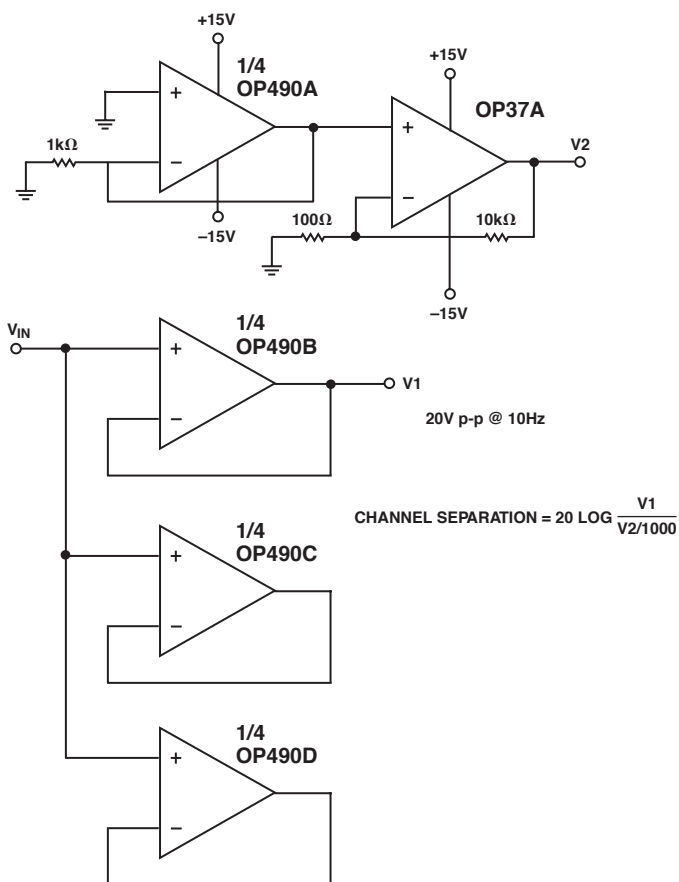 +15V
1/4
OP490A
+
−
1kΩ
−15V
+15V
OP37A
+
−
V2
100Ω
10kΩ
−15V
1/4
OP490B
VIN
+
−
V1
20V p-p @ 10Hz
1/4
OP490C
+
−
CHANNEL SEPARATION = 20 LOG V1
V2/1000
1/4
OP490D
+
−